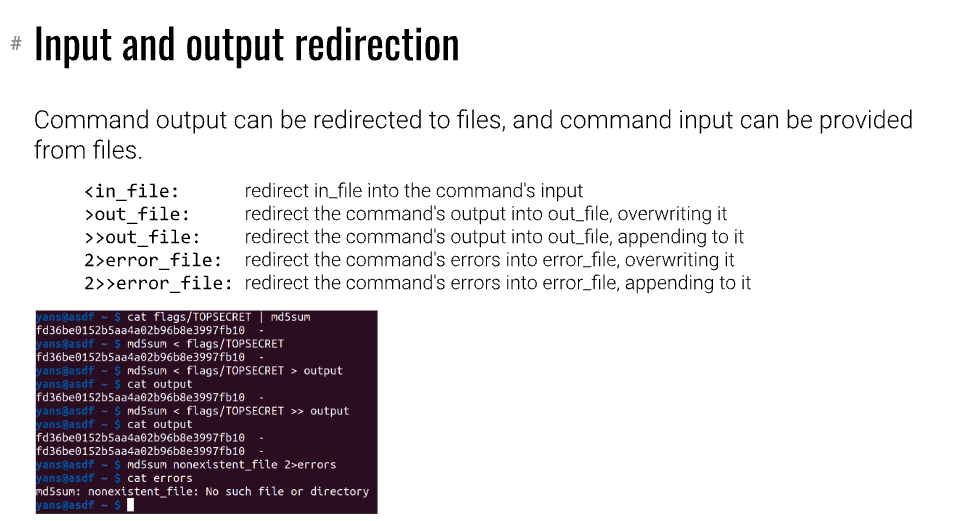 # Input and output redirection
Command output can be redirected to files, and command input can be provided
from files.
<in_file: redirect in_file into the command's input
>out_file: redirect the command's output into out_file, overwriting it
>>out_file: redirect the command's output into out_file, appending to it
2>error_file: redirect the command's errors into error_file, overwriting it
2>>error_file: redirect the command's errors into error_file, appending to it
yans@asdf ~ $ cat flags/TOPSECRET | md5sum
fd36be0152b5aa4a02b96b8e3997fb10  -
yans@asdf ~ $ md5sum < flags/TOPSECRET
fd36be0152b5aa4a02b96b8e3997fb10  -
yans@asdf ~ $ md5sum < flags/TOPSECRET > output
yans@asdf ~ $ cat output
fd36be0152b5aa4a02b96b8e3997fb10  -
yans@asdf ~ $ md5sum < flags/TOPSECRET >> output
yans@asdf ~ $ cat output
fd36be0152b5aa4a02b96b8e3997fb10  -
fd36be0152b5aa4a02b96b8e3997fb10  -
yans@asdf ~ $ md5sum nonexistent_file 2>errors
yans@asdf ~ $ cat errors
md5sum: nonexistent_file: No such file or directory
yans@asdf ~ $